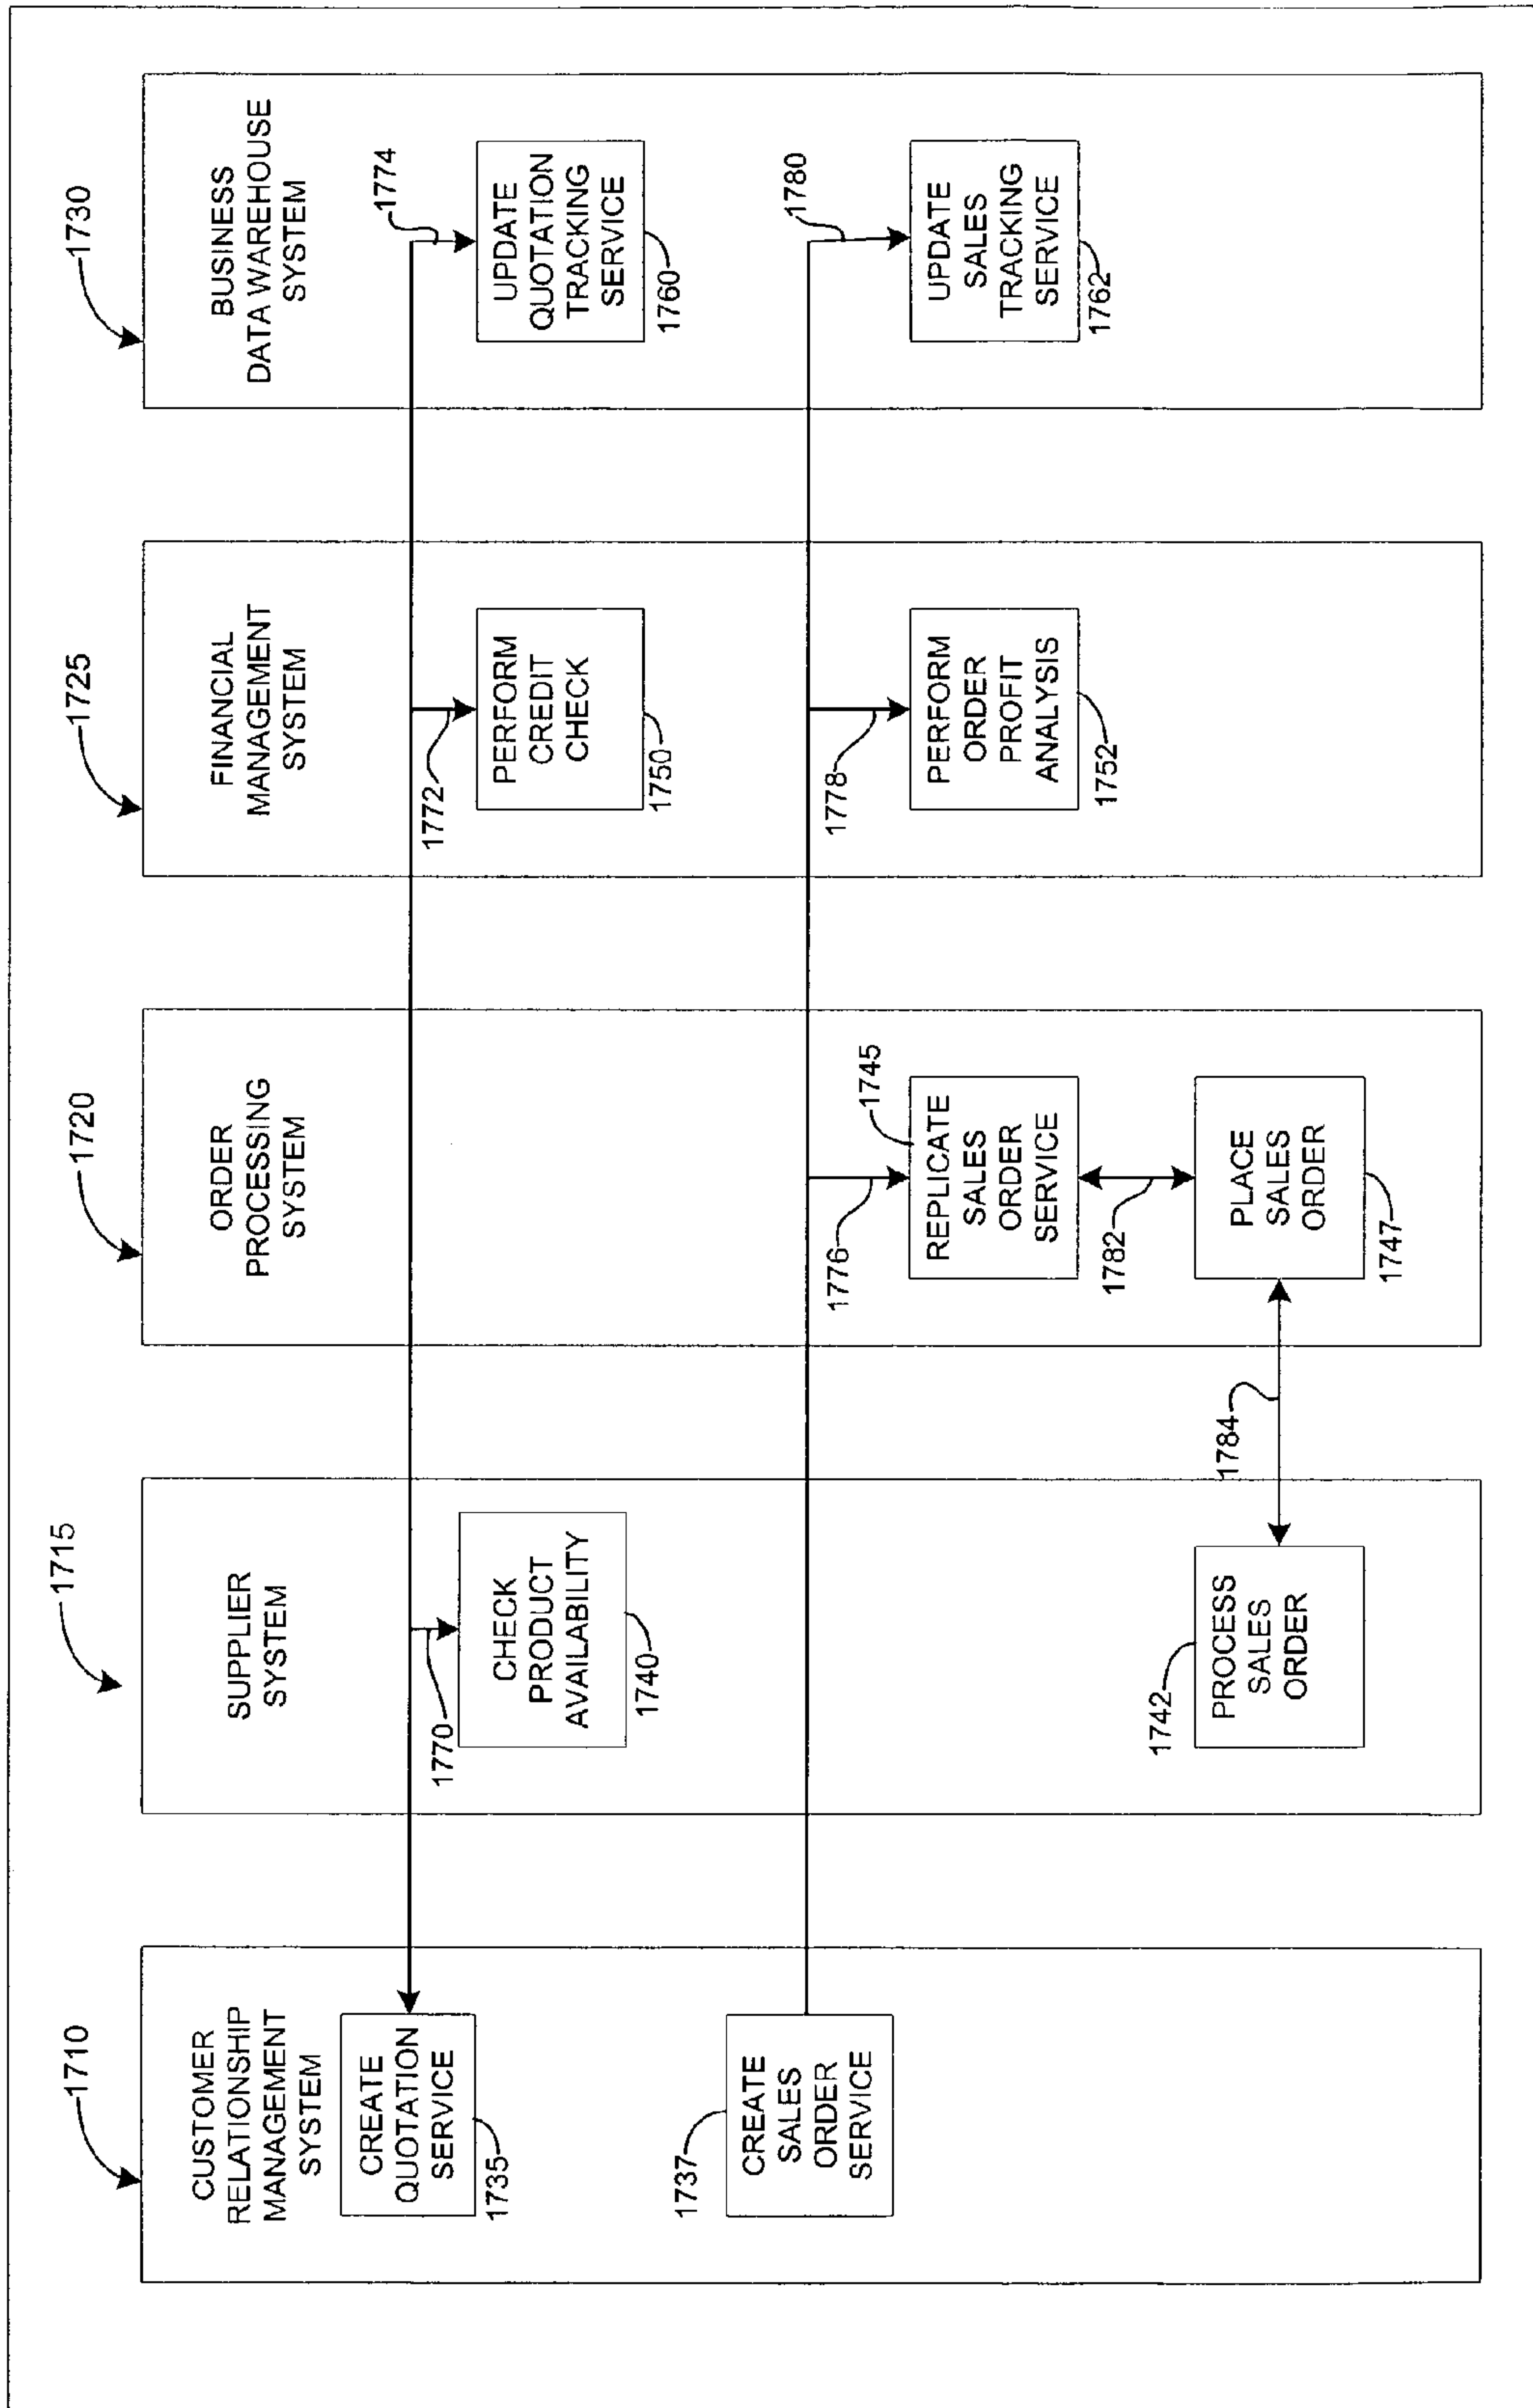 1710
CUSTOMER
RELATIONSHIP
MANAGEMENT
SYSTEM
CREATE
QUOTATION
SERVICE
1735
1737
CREATE
SALES
ORDER
SERVICE
1715
SUPPLIER
SYSTEM
1770
CHECK
PRODUCT
AVAILABILITY
1740
1742
PROCESS
SALES
ORDER
1784
1720
ORDER
PROCESSING
SYSTEM
1776
1745
REPLICATE
SALES
ORDER
SERVICE
1782
PLACE
SALES
ORDER
1747
1725
FINANCIAL
MANAGEMENT
SYSTEM
1772
PERFORM
CREDIT
CHECK
1750
1778
PERFORM
ORDER
PROFIT
ANALYSIS
1752
1730
BUSINESS
DATA WAREHOUSE
SYSTEM
1774
UPDATE
QUOTATION
TRACKING
SERVICE
1760
1780
UPDATE
SALES
TRACKING
SERVICE
1762